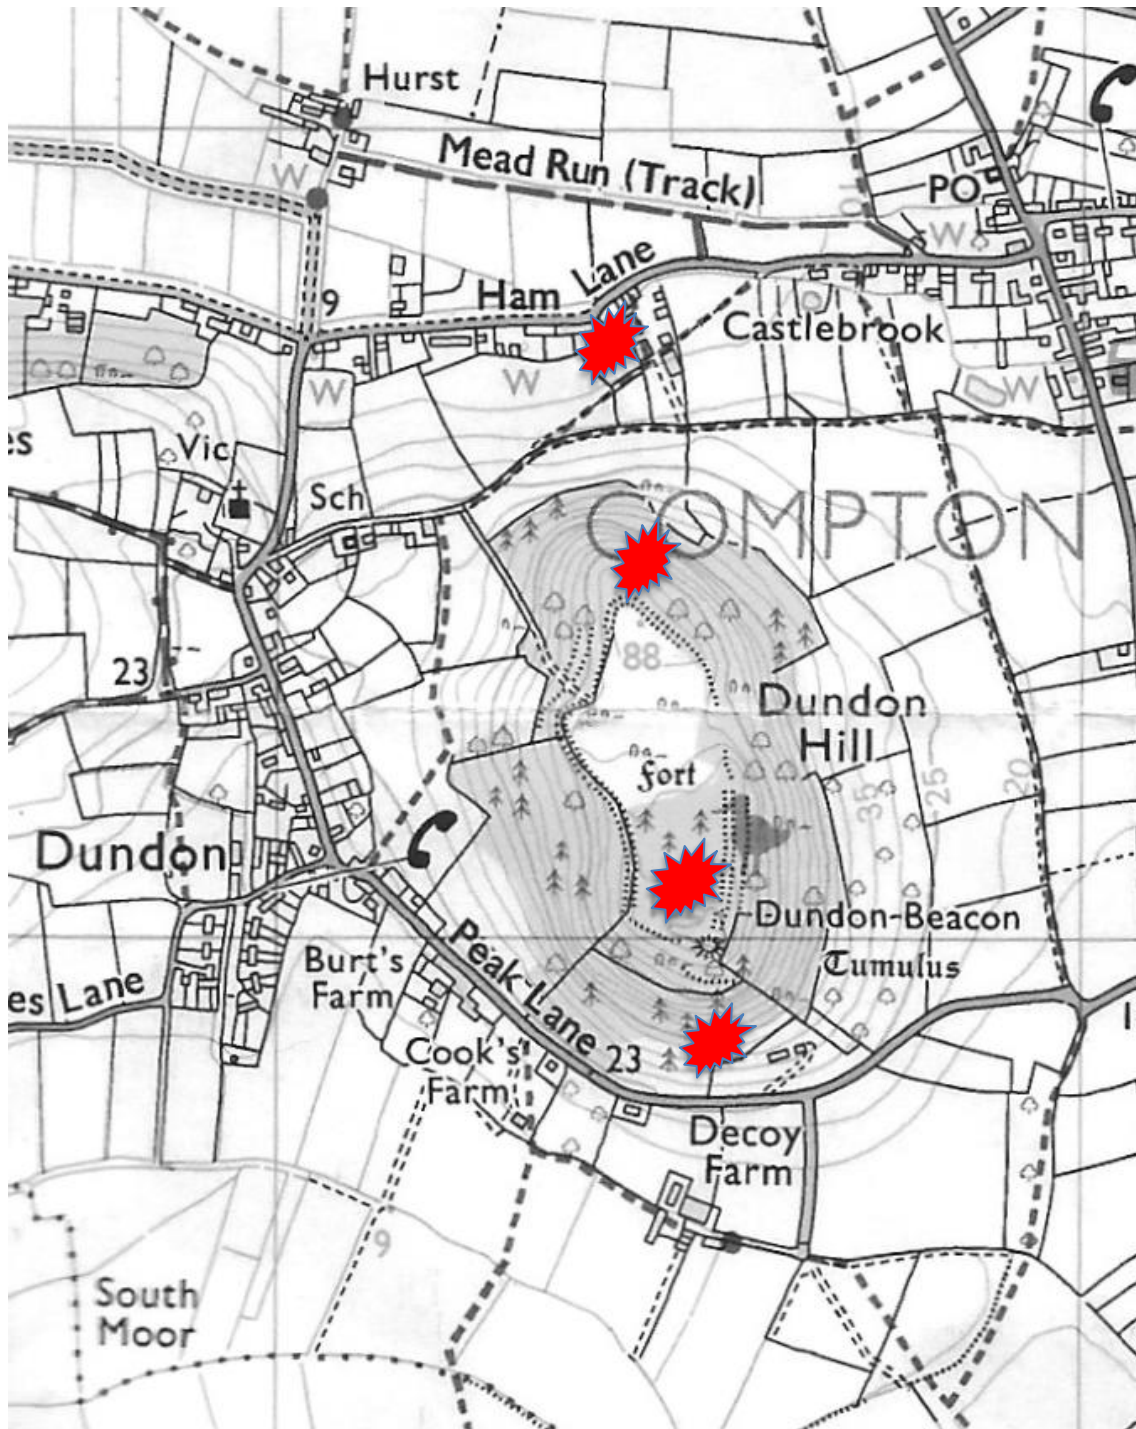 Hurst
Mead Run (Track)
W
PO
W
10
Ham Lane
9
Castlebrook
W
W
W
es
Vic
Sch
COMPTON
23
88
Dundon
Hill
Fort
35
25
20
Dundon
Dundon-Beacon
Tumulus
Peak Lane
Burt's
Farm
es Lane
23
Cook's
Farm
Decoy
Farm
9
South
Moor